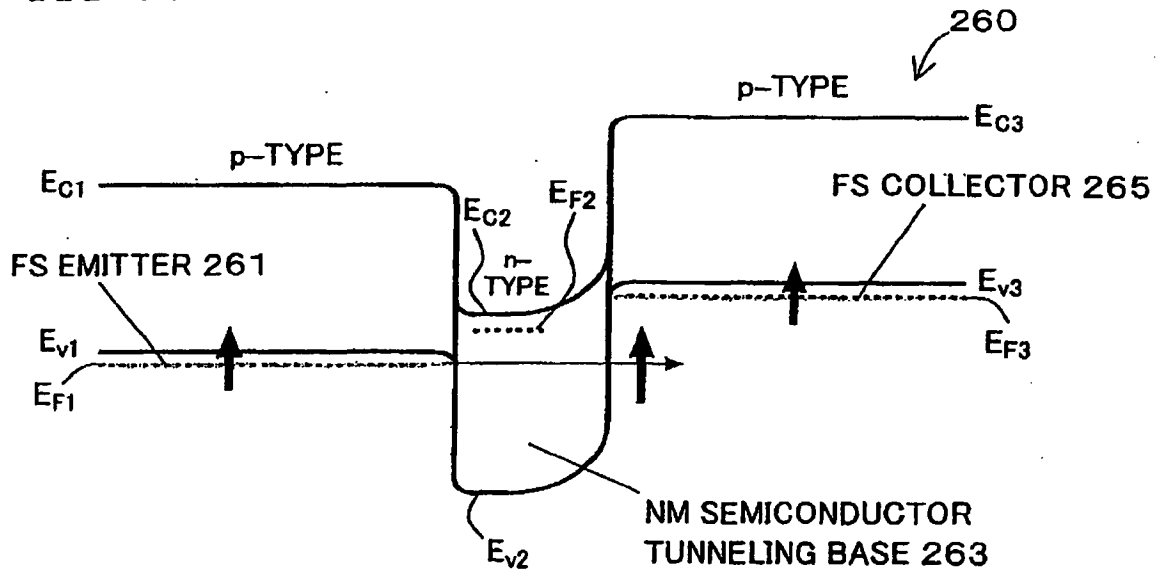 260
p-TYPE
E_C3
p-TYPE
E_C1
E_C2
E_F2
FS COLLECTOR 265
FS EMITTER 261
n-
TYPE
E_v3
E_v1
E_F3
E_F1
NM SEMICONDUCTOR
TUNNELING BASE 263
E_v2